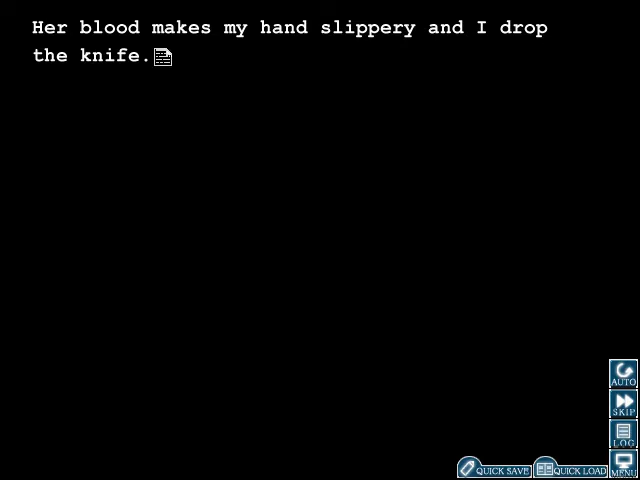 Her blood makes my hand slippery and I drop
the knife.
AUTO
SKIP
LOG
QUICK SAVE
QUICK LOAD
MENU